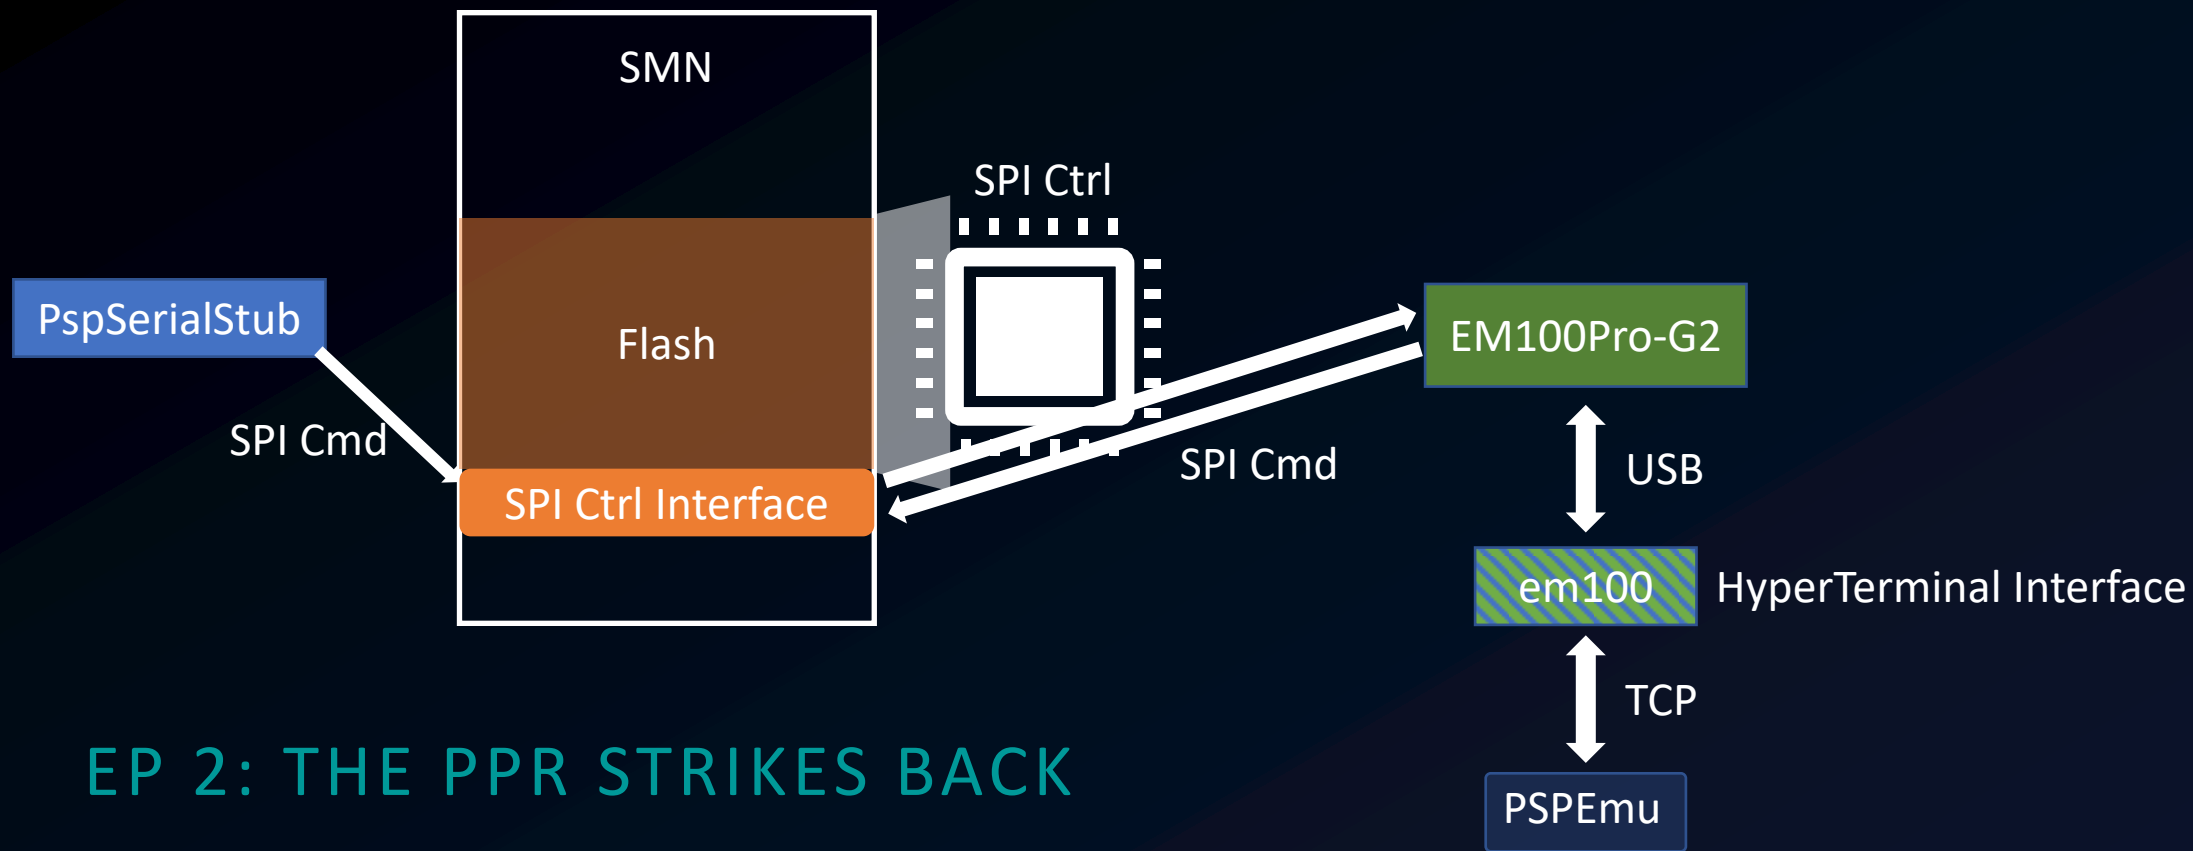 SMN
SPI Ctrl
PspSerialStub
Flash
EM100Pro-G2
SPI Cmd
SPI Cmd
USB
SPI Ctrl Interface
em100
HyperTerminal Interface
TCP
EP 2: THE PPR STRIKES BACK
PSPEmu